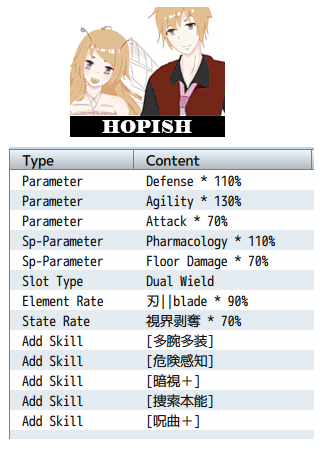 HOPISH
Type Content
Parameter Defense * 110%
Parameter Agility * 130%
Parameter Attack * 70%
Sp-Parameter Pharmacology * 110%
Sp-Parameter Floor Damage * 70%
Slot Type Dual Wield
Element Rate 刃||blade * 90%
State Rate 視界剥奪 * 70%
Add Skill [多腕多装]
Add Skill [危険感知]
Add Skill [暗視＋]
Add Skill [捜索本能]
Add Skill [呪曲＋]